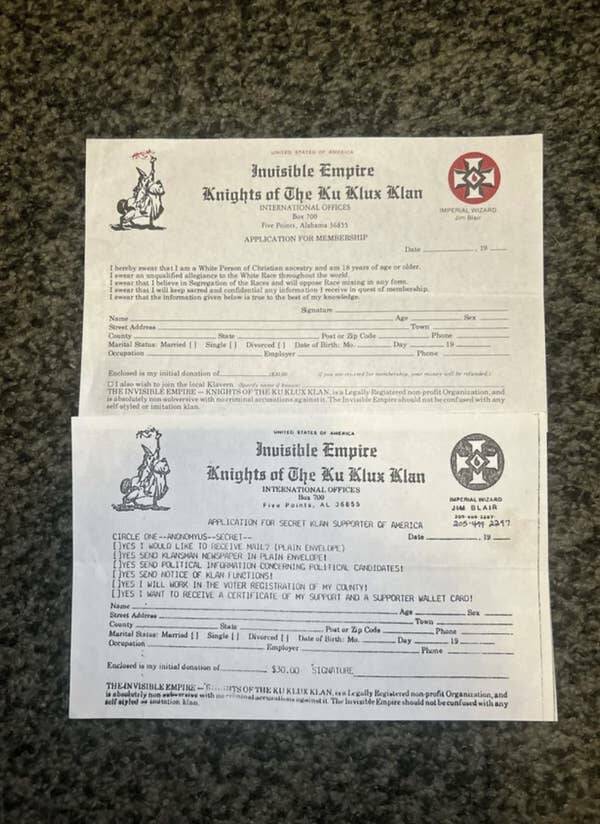 UNITED STATES OF AMERICA
Invisible Empire
Knights of The Ku Klux Klan
INTERNATIONAL OFFICES
Box 700
Five Points, Alabama 36855
IMPERIAL WIZARD
Jim Blair
APPLICATION FOR MEMBERSHIP
Date , 19
I hereby swear that I am a White Person of Christian ancestry and am 18 years of age or older.
I swear an unqualified allegiance to the White Race throughout the world.
I swear that I believe in Segregation of the Races and will oppose Race mixing in any form.
I swear that I will keep sacred and confidential any information I receive in quest of membership.
I swear that the information given below is true to the best of my knowledge.
Signature
Name Age Sex
Street Address Town
County State Post or Zip Code Phone
Marital Status: Married [ ] Single [ ] Divorced [ ] Date of Birth: Mo. Day 19
Occupation Employer Phone
Enclosed is my initial donation of (If you are rejected for membership, your money will be refunded.)
☐ I also wish to join the local Klavern
THE INVISIBLE EMPIRE — KNIGHTS OF THE KU KLUX KLAN, is a Legally Registered non-profit Organization, and
is absolutely non-subversive with no criminal accusations against it. The Invisible Empire should not be confused with any
self styled or imitation klan.
UNITED STATES OF AMERICA
Invisible Empire
Knights of The Ku Klux Klan
INTERNATIONAL OFFICES
Box 700
Five Points, AL 36855
IMPERIAL WIZARD
JIM BLAIR
APPLICATION FOR SECRET KLAN SUPPORTER OF AMERICA
CIRCLE ONE--ANONOMYUS--SECRET--
Date , 19
[ ]YES I WOULD LIKE TO RECEIVE MAIL? (PLAIN ENVELOPE)
[ ]YES SEND KLANSMAN NEWSPAPER IN PLAIN ENVELOPE!
[ ]YES SEND POLITICAL INFORMATION CONCERNING POLITICAL CANDIDATES!
[ ]YES SEND NOTICE OF KLAN FUNCTIONS!
[ ]YES I WILL WORK IN THE VOTER REGISTRATION OF MY COUNTY!
[ ]YES I WANT TO RECEIVE A CERTIFICATE OF MY SUPPORT AND A SUPPORTER WALLET CARD!
Name Age Sex
Street Address Town
County State Post or Zip Code Phone
Marital Status: Married [ ] Single [ ] Divorced [ ] Date of Birth: Mo. Day 19
Occupation Employer Phone
Enclosed is my initial donation of $30.00 SIGNATURE
THE INVISIBLE EMPIRE — OF THE KU KLUX KLAN, is a Legally Registered non-profit Organization, and
is absolutely non-subversive with no criminal accusations against it. The Invisible Empire should not be confused with any
self styled or imitation klan.